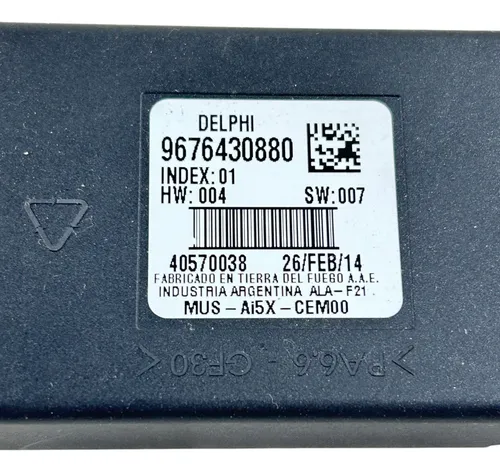 DELPHI
9676430880
INDEX:01
HW:004 SW:007
40570038 26/FEB/14
FABRICADO EN TIERRA DEL FUEGO A.A.E.
INDUSTRIA ARGENTINA ALA-F21
MUS-Ai5X-CEM00
>PA6.6-GF30<